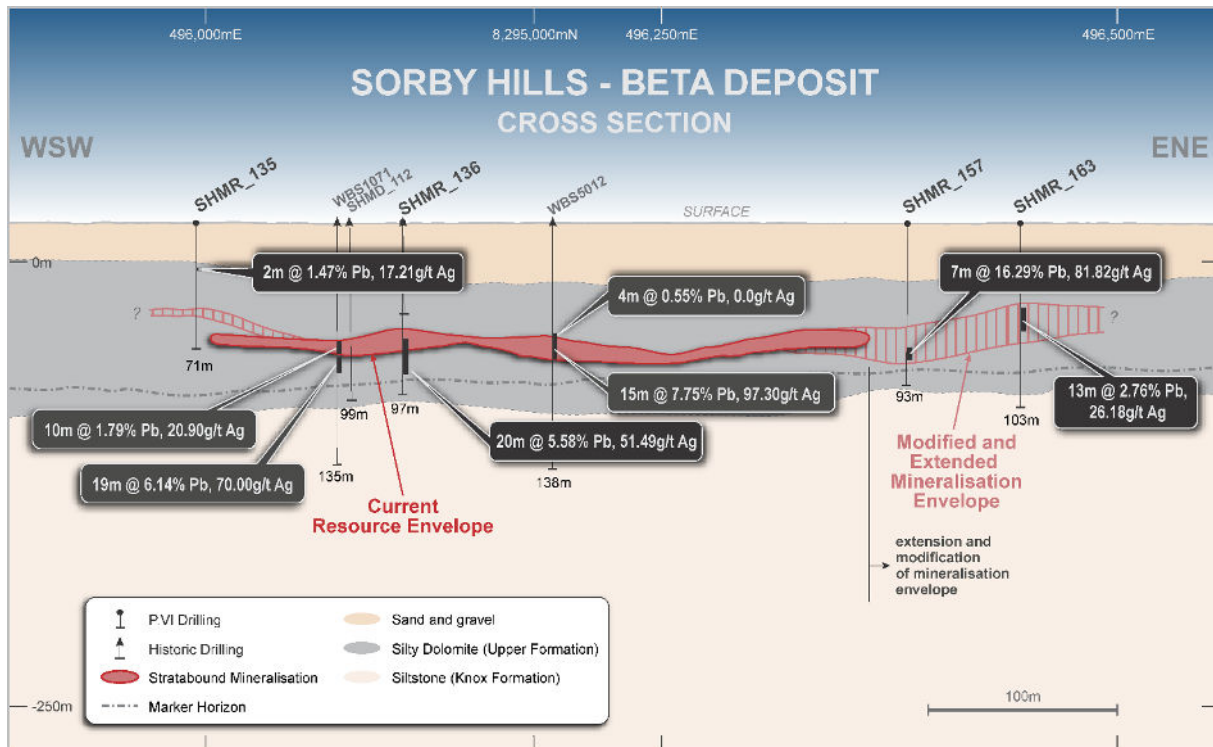 496,000mE
8,295,000mN
496,250mE
496,500mE
SORBY HILLS - BETA DEPOSIT
CROSS SECTION
WSW
ENE
SHMR_135
WBS1071
SHMD_112
SHMR_136
WBS5012
SURFACE
SHMR_157
SHMR_163
0m
2m @ 1.47% Pb, 17.21g/t Ag
4m @ 0.55% Pb, 0.0g/t Ag
7m @ 16.29% Pb, 81.82g/t Ag
?
?
71m
99m
97m
93m
103m
15m @ 7.75% Pb, 97.30g/t Ag
13m @ 2.76% Pb,
26.18g/t Ag
10m @ 1.79% Pb, 20.90g/t Ag
20m @ 5.58% Pb, 51.49g/t Ag
19m @ 6.14% Pb, 70.00g/t Ag
135m
138m
Current
Resource Envelope
Modified and
Extended
Mineralisation
Envelope
extension and
modification
of mineralisation
envelope
PVI Drilling
Historic Drilling
Stratabound Mineralisation
Marker Horizon
Sand and gravel
Silty Dolomite (Upper Formation)
Siltstone (Knox Formation)
100m
-250m